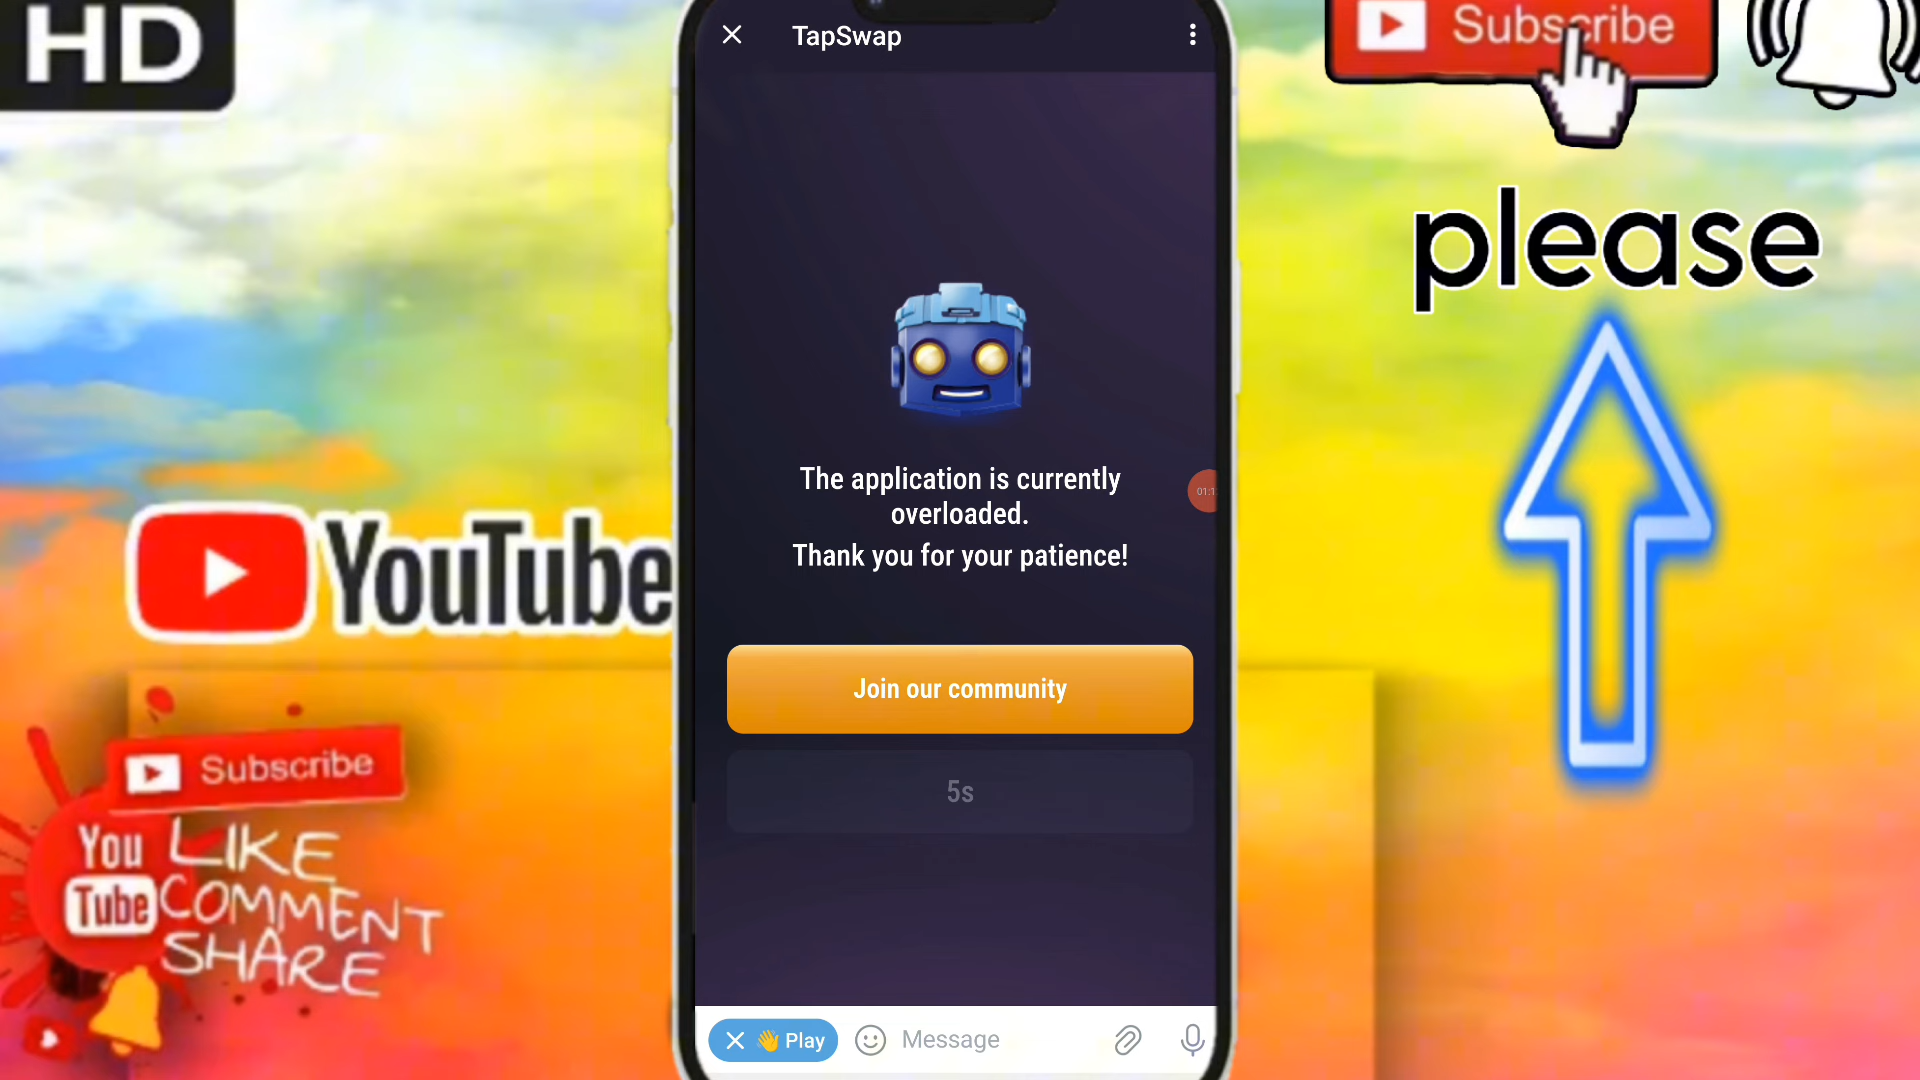 HD
TapSwap
Subscribe
please
The application is currently
overloaded.
Thank you for your patience!
YouTube
Join our community
Subscribe
5s
You
Tube
LIKE
COMMENT
SHARE
👋 Play
Message